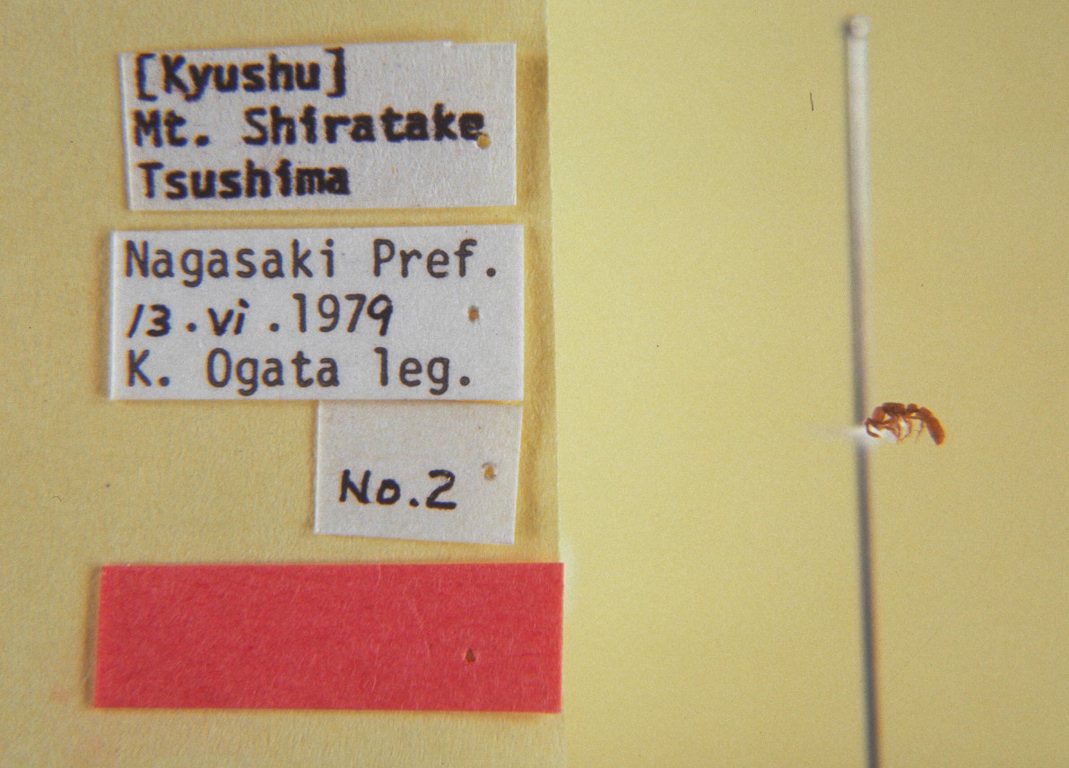 [Kyushu]
Mt. Shiratake
Tsushima
Nagasaki Pref.
13.vi.1979
K. Ogata leg.
No.2